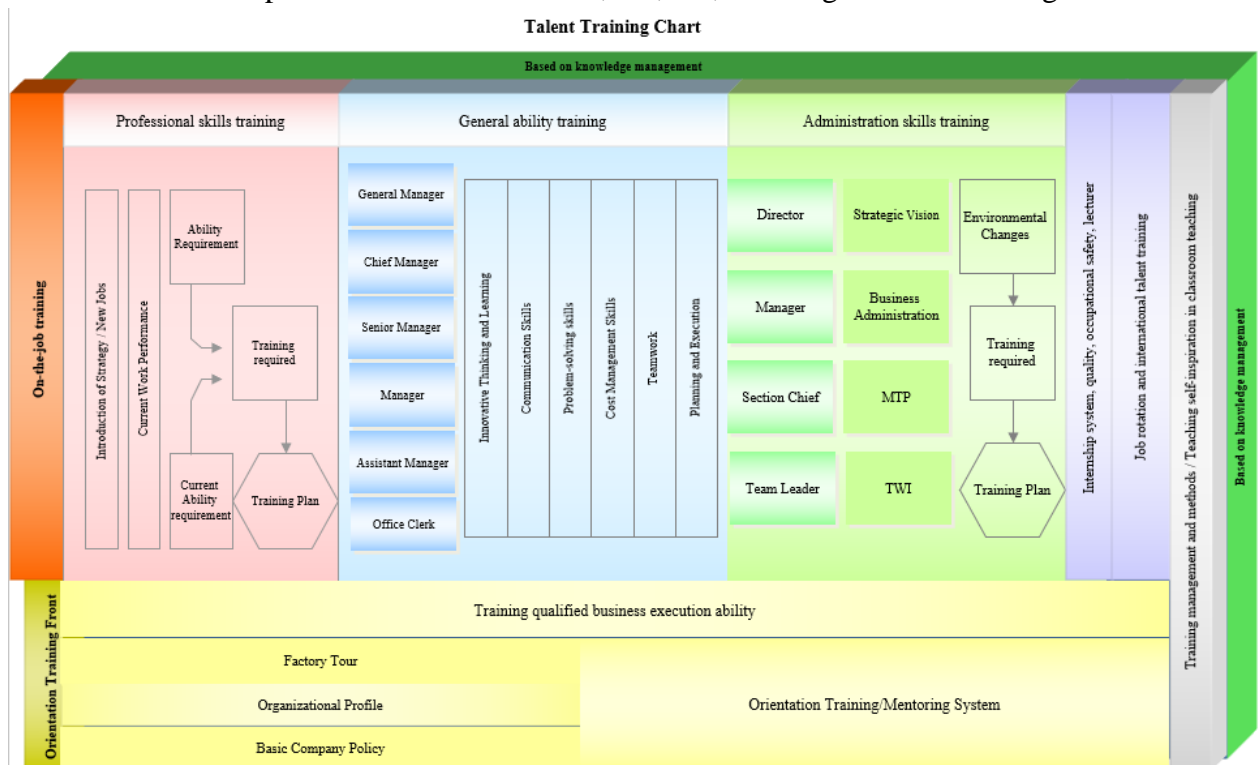 Talent Training Chart
Based on knowledge management
Professional skills training
General ability training
Administration skills training
On-the-job training
Introduction of Strategy / New Jobs
Current Work Performance
Ability
Requirement
Training
required
Current
Ability
requirement
Training Plan
General Manager
Chief Manager
Senior Manager
Manager
Assistant Manager
Office Clerk
Innovative Thinking and Learning
Communication Skills
Problem-solving skills
Cost Management Skills
Teamwork
Planning and Execution
Director
Strategic Vision
Manager
Business
Administration
Section Chief
MTP
Team Leader
TWI
Environmental
Changes
Training
required
Training Plan
Internship system, quality, occupational safety, lecturer
Job rotation and international talent training
Training management and methods / Teaching self-inspiration in classroom teaching
Based on knowledge management
Orientation Training Front
Training qualified business execution ability
Factory Tour
Organizational Profile
Basic Company Policy
Orientation Training/Mentoring System